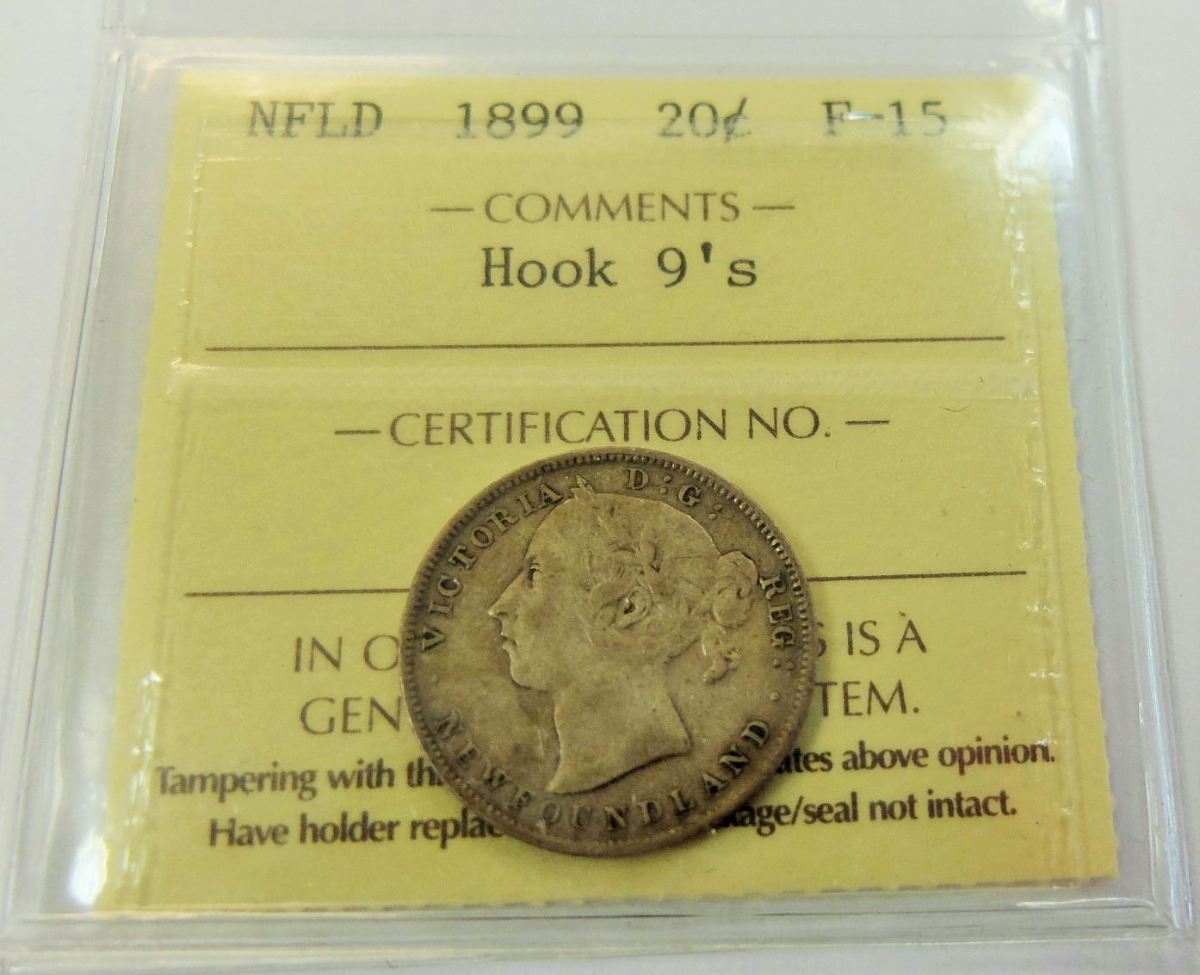 NFLD 1899 20¢ F-15
— COMMENTS —
Hook 9's
— CERTIFICATION NO. —
VICTORIA D:G: REG:
· NEWFOUNDLAND ·
IN O IS A
GEN TEM.
Tampering with th ates above opinion.
Have holder replac kage/seal not intact.